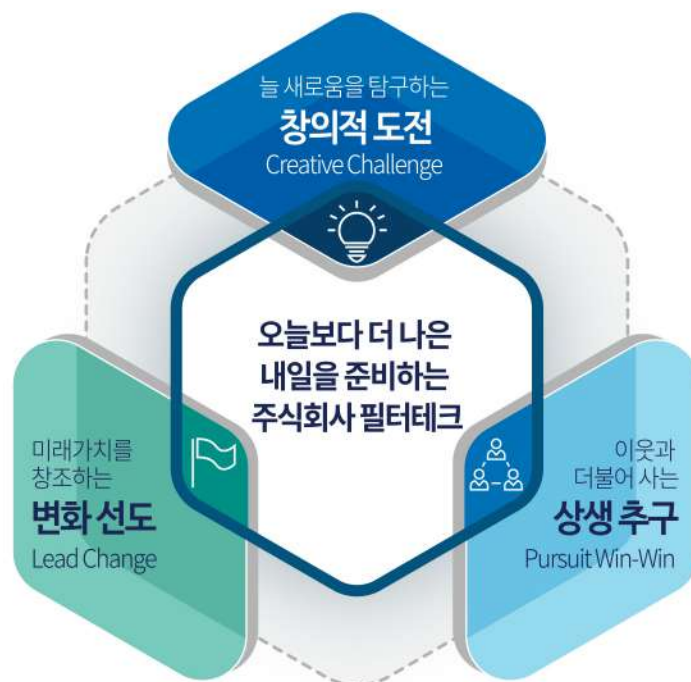 늘 새로움을 탐구하는
창의적 도전
Creative Challenge
오늘보다 더 나은
내일을 준비하는
주식회사 필터테크
미래가치를
창조하는
변화 선도
Lead Change
이웃과
더불어 사는
상생 추구
Pursuit Win-Win